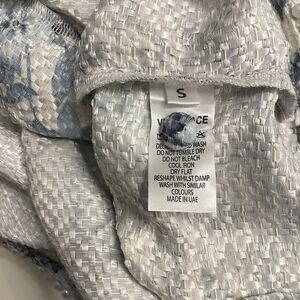 S
WASH
DO NOT TUMBLE DRY
DO NOT BLEACH
COOL IRON
DRY FLAT
RESHAPE WHILST DAMP
WASH WITH SIMILAR
COLOURS
MADE IN UAE